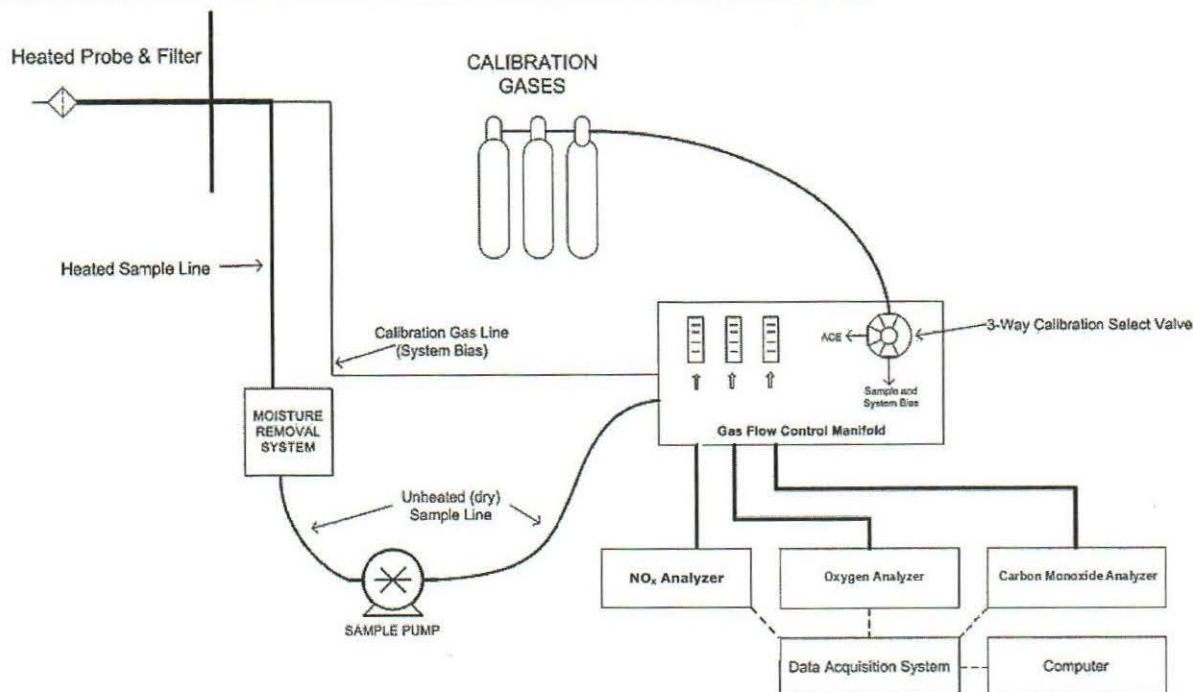 Heated Probe & Filter
CALIBRATION
GASES
Heated Sample Line
Calibration Gas Line
(System Bias)
3-Way Calibration Select Valve
ACE
Sample and
System Bias
Gas Flow Control Manifold
MOISTURE
REMOVAL
SYSTEM
Unheated (dry)
Sample Line
SAMPLE PUMP
NOx Analyzer
Oxygen Analyzer
Carbon Monoxide Analyzer
Data Acquisition System
Computer